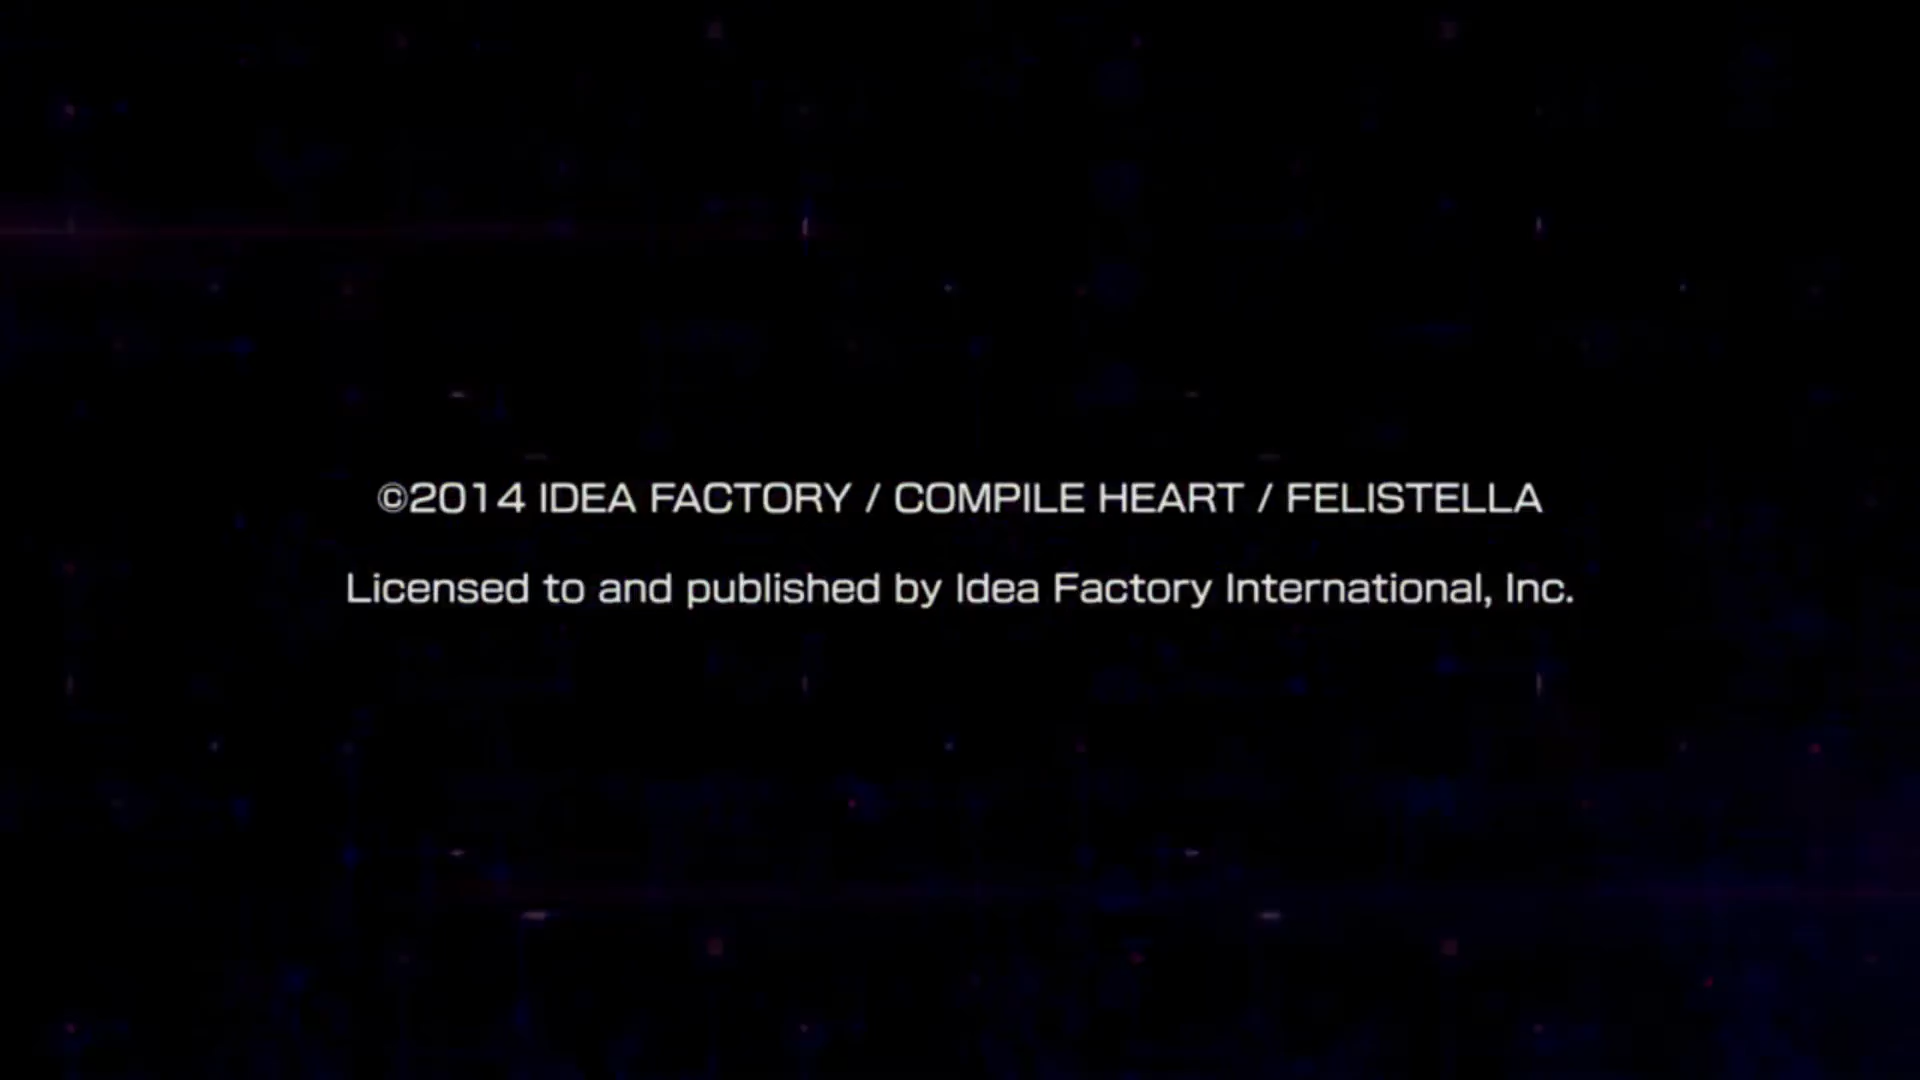 ©2014 IDEA FACTORY / COMPILE HEART / FELISTELLA
Licensed to and published by Idea Factory International, Inc.